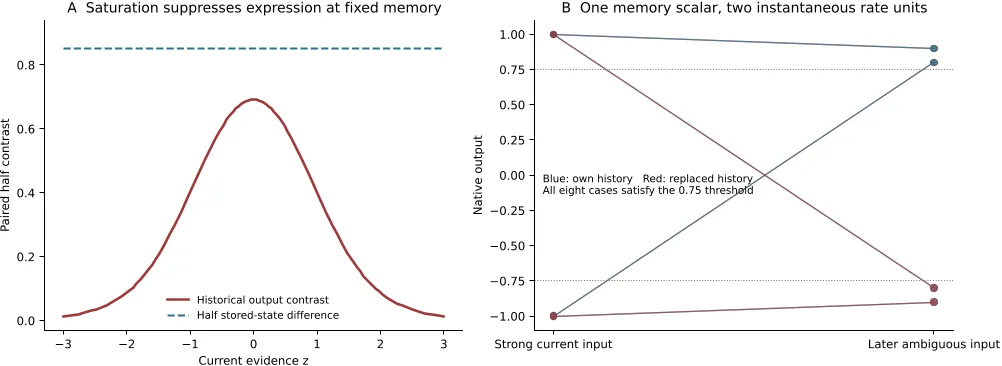 A Saturation suppresses expression at fixed memory
Paired half contrast
0.8
0.6
0.4
0.2
0.0
Historical output contrast
Half stored-state difference
−3
−2
−1
0
1
2
3
Current evidence z
B One memory scalar, two instantaneous rate units
Native output
1.00
0.75
0.50
0.25
0.00
−0.25
−0.50
−0.75
−1.00
Blue: own history Red: replaced history
All eight cases satisfy the 0.75 threshold
Strong current input
Later ambiguous input